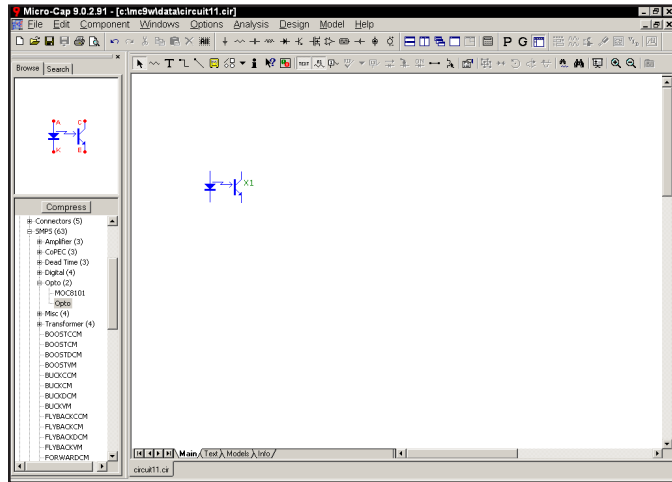 Micro-Cap 9.0.2.91 - [c:\mc9w\data\circuit11.cir]
File Edit Component Windows Options Analysis Design Model Help
Browse Search
A C
K E
X1
Compress
Connectors (5)
SMPS (63)
Amplifier (3)
CoPEC (3)
Dead Time (3)
Digital (4)
Opto (2)
MOC8101
Opto
Misc (4)
Transformer (4)
BOOSTCCM
BOOSTCM
BOOSTDCM
BOOSTVM
BUCKCCM
BUCKCM
BUCKDCM
BUCKVM
FLYBACKCCM
FLYBACKCM
FLYBACKDCM
FLYBACKVM
FORWARDCM
Main Text Models Info
circuit11.cir